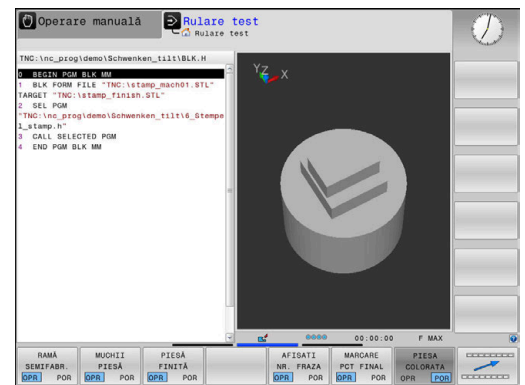 Operare manuală
Rulare test
Rulare test
TNC:\nc_prog\demo\Schwenken_tilt\BLK.H
0 BEGIN PGM BLK MM
1 BLK FORM FILE "TNC:\stamp_mach01.STL"
TARGET "TNC:\stamp_finish.STL"
2 SEL PGM
"TNC:\nc_prog\demo\Schwenken_tilt\6_Stempe
l_stamp.h"
3 CALL SELECTED PGM
4 END PGM BLK MM
Y Z X
00:00:00 F MAX
RAMĂ
SEMIFABR.
OPR POR
MUCHII
PIESĂ
OPR POR
PIESĂ
FINITĂ
OPR POR
AFISATI
NR. FRAZA
OPR POR
MARCARE
PCT FINAL
OPR POR
PIESA
COLORATA
OPR POR